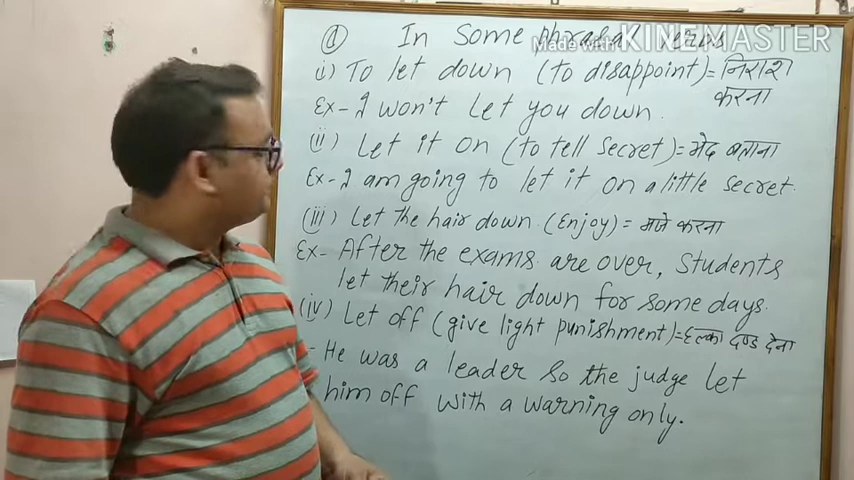 (d) In Some phrasal verbs
Made with KINEMASTER
(i) To let down (to disappoint) = निराश
करना
Ex- I won't let you down.
(ii) Let it on (to tell secret) = भेद बताना
Ex- I am going to let it on a little secret.
(iii) Let the hair down (Enjoy) = मजे करना
Ex- After the exams are over, Students
let their hair down for some days.
(iv) Let off (give light punishment) = हल्का दण्ड देना
- He was a leader so the judge let
him off with a warning only.